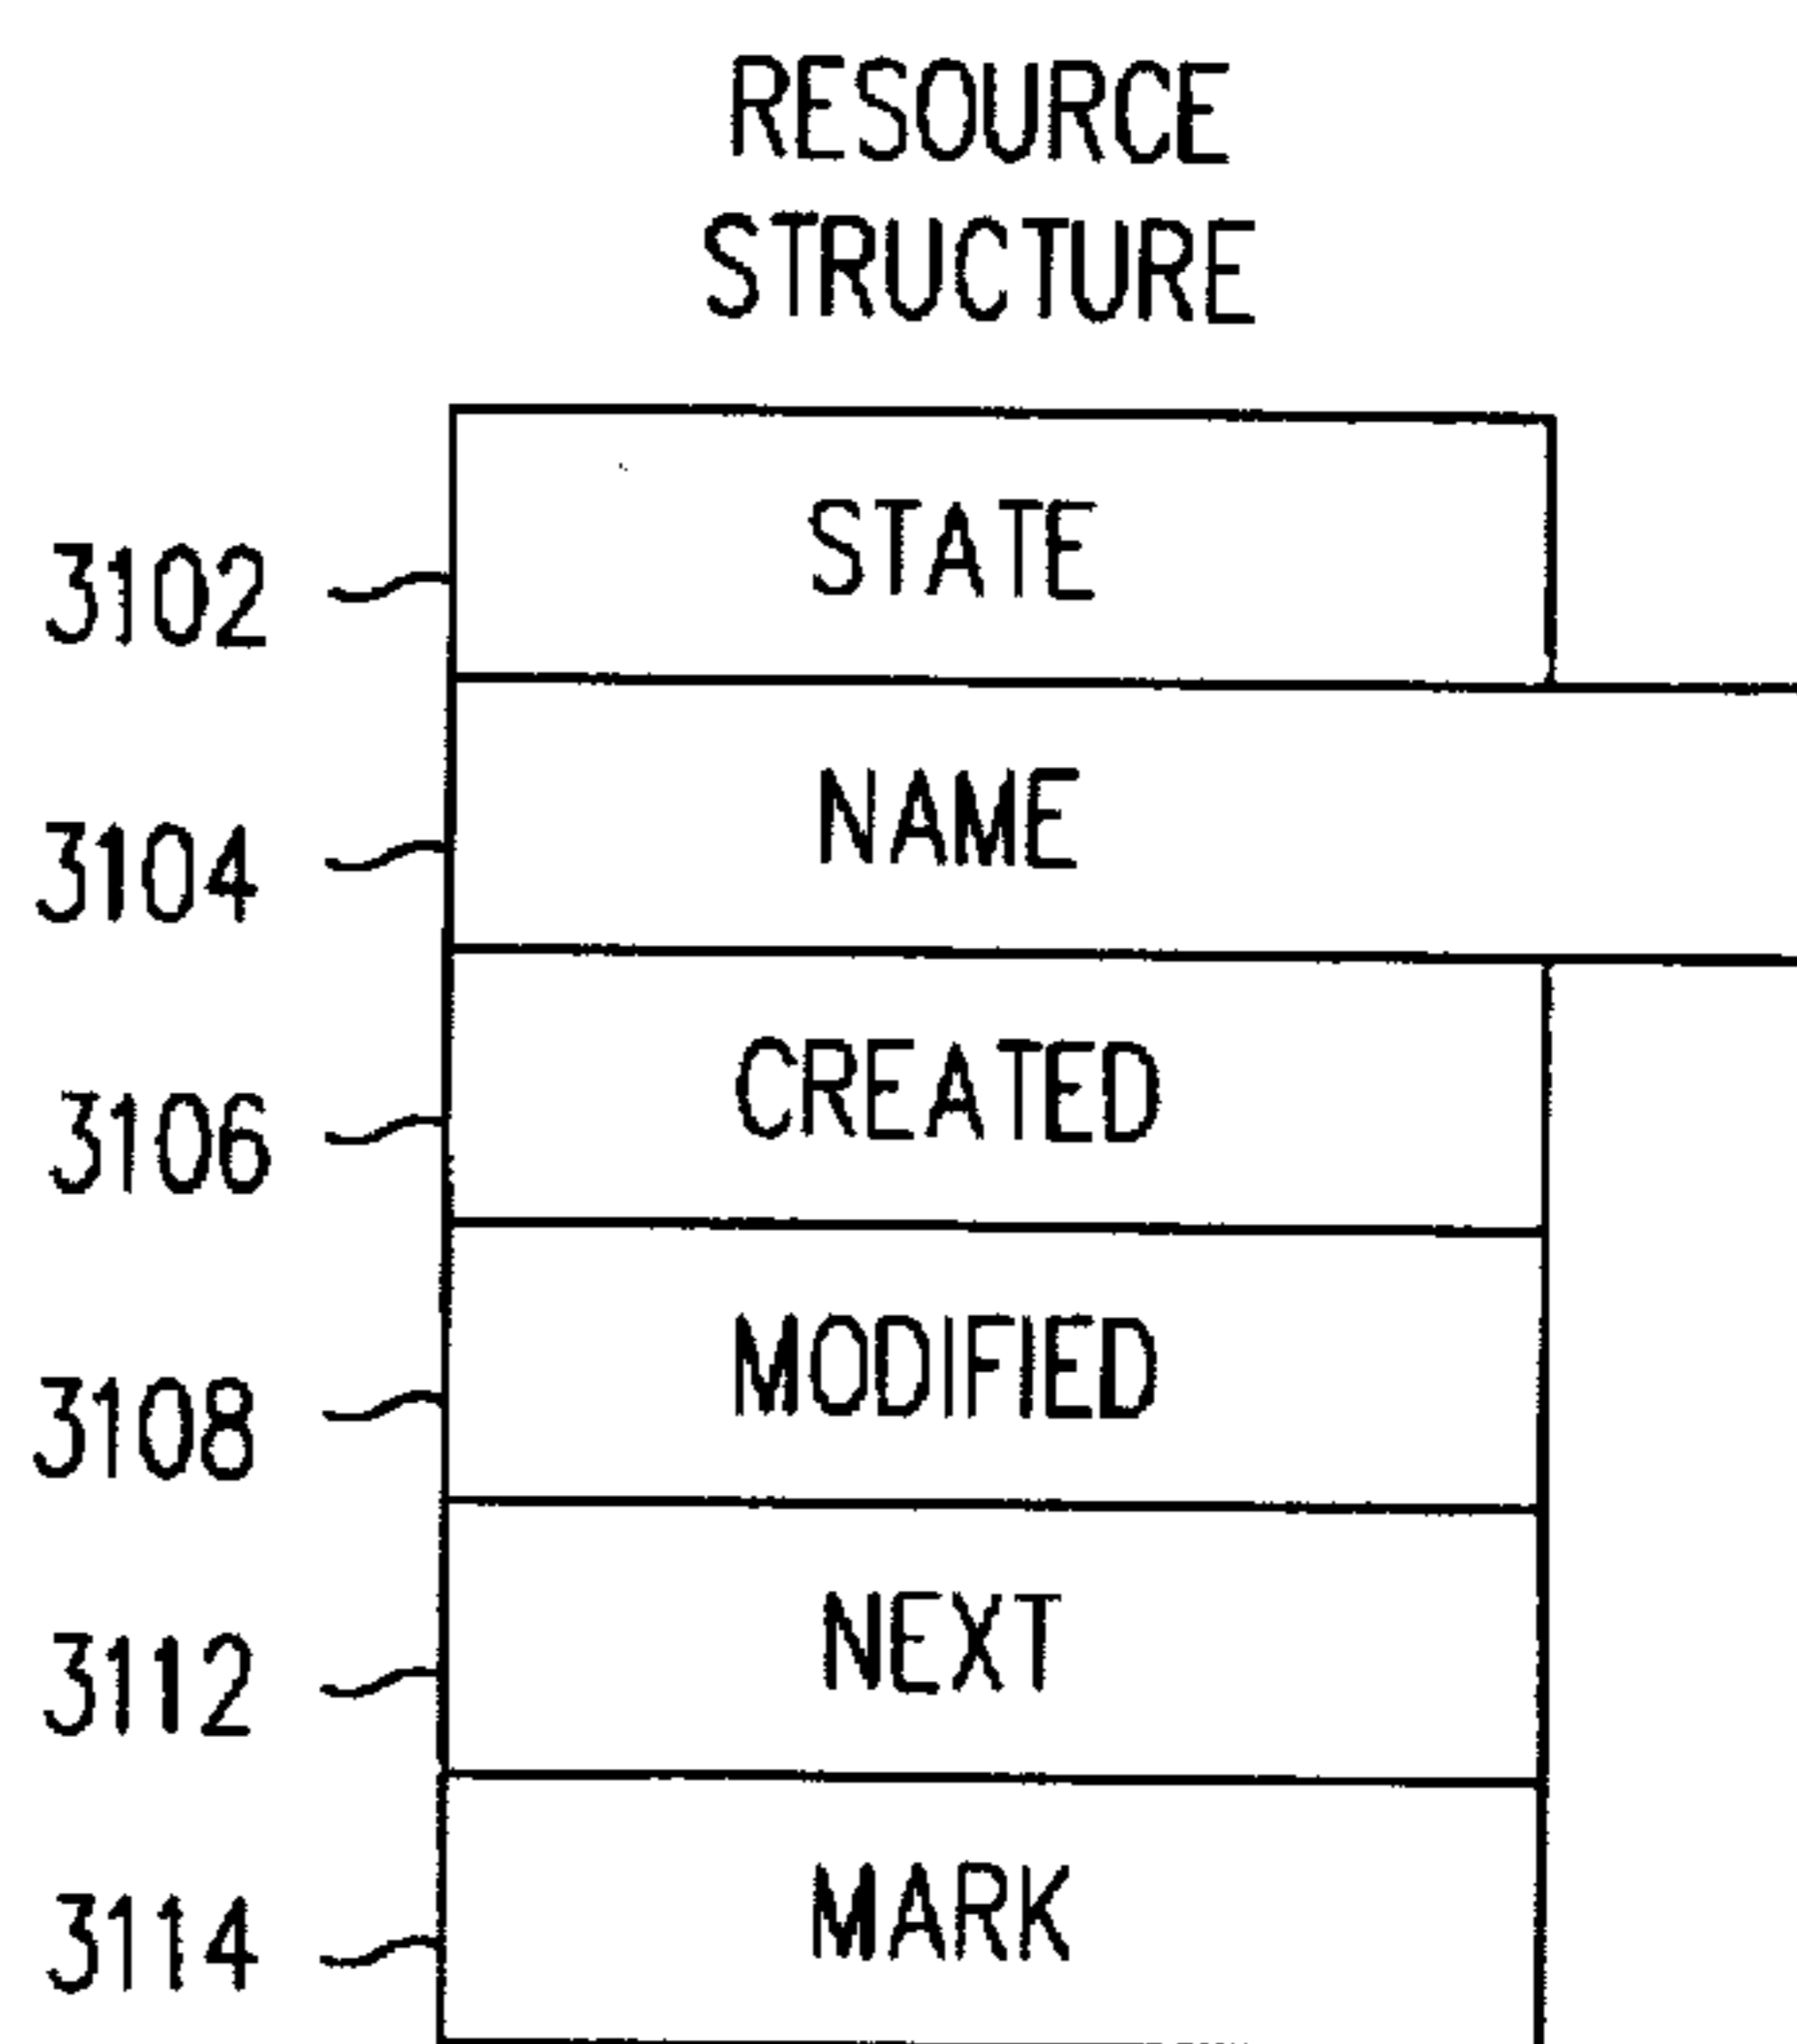 RESOURCE
STRUCTURE
3102 STATE
3104 NAME
3106 CREATED
3108 MODIFIED
3112 NEXT
3114 MARK